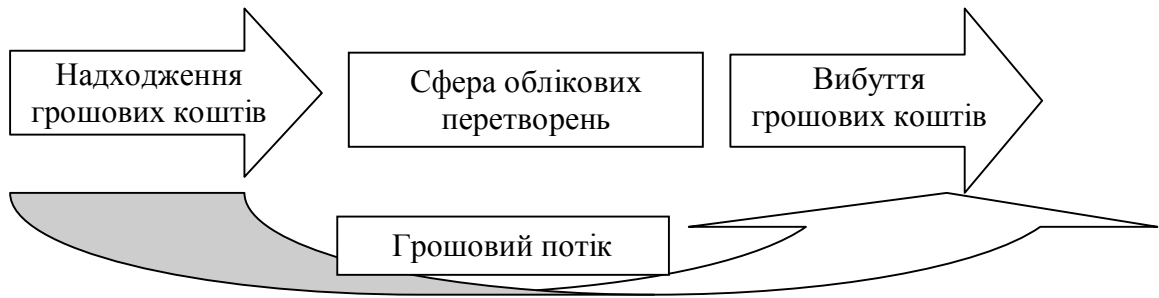 Надходження
грошових коштів
Сфера облікових
перетворень
Вибуття
грошових коштів
Грошовий потік